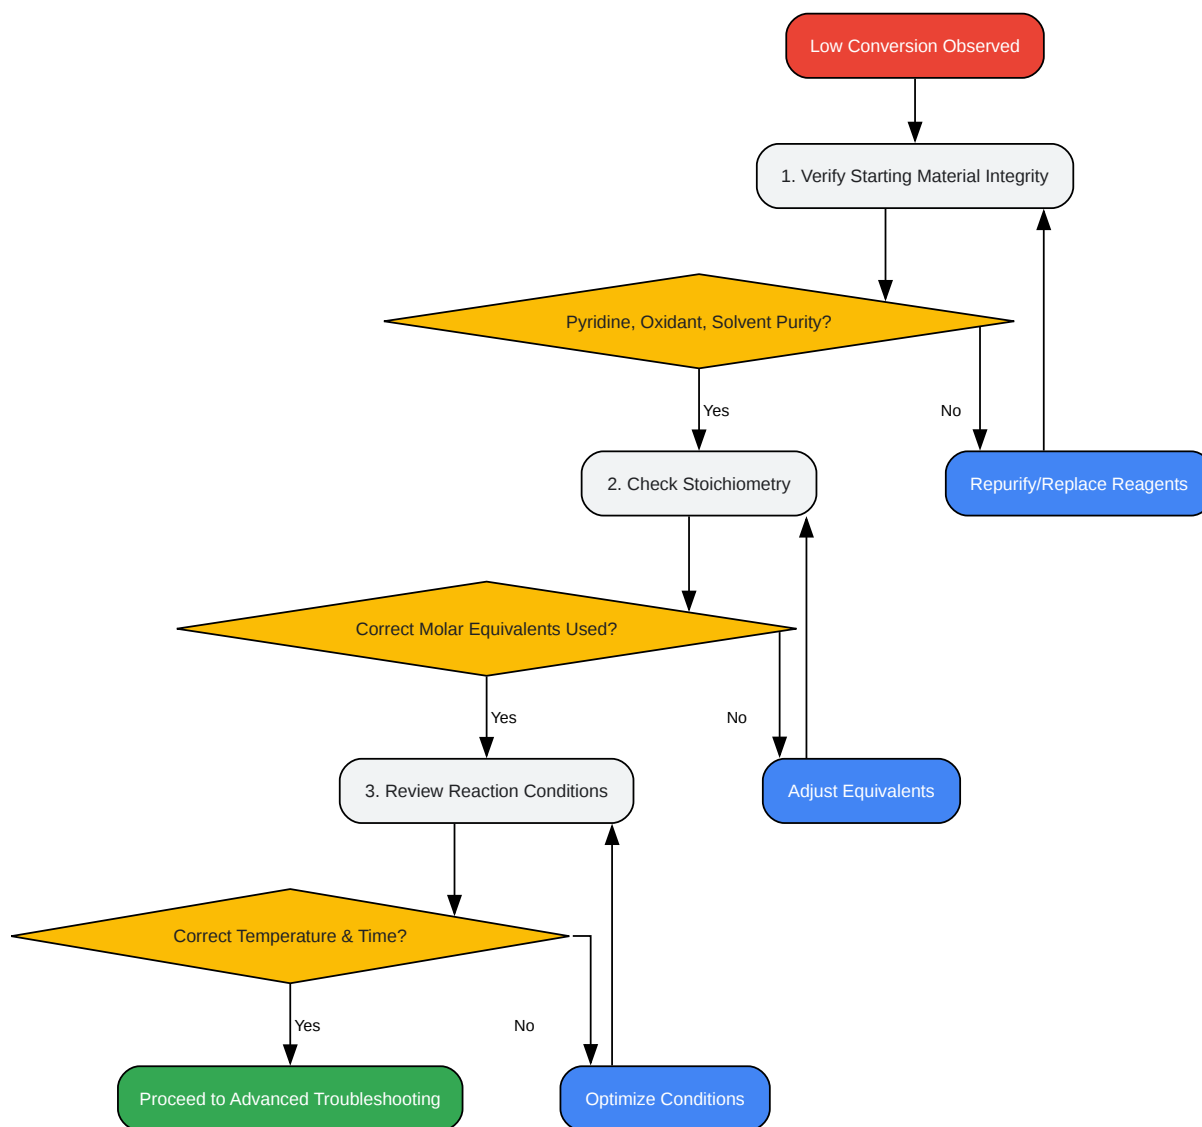 Low Conversion Observed
1. Verify Starting Material Integrity
Pyridine, Oxidant, Solvent Purity?
Yes
No
2. Check Stoichiometry
Repurify/Replace Reagents
Correct Molar Equivalents Used?
Yes
No
3. Review Reaction Conditions
Adjust Equivalents
Correct Temperature & Time?
Yes
No
Proceed to Advanced Troubleshooting
Optimize Conditions